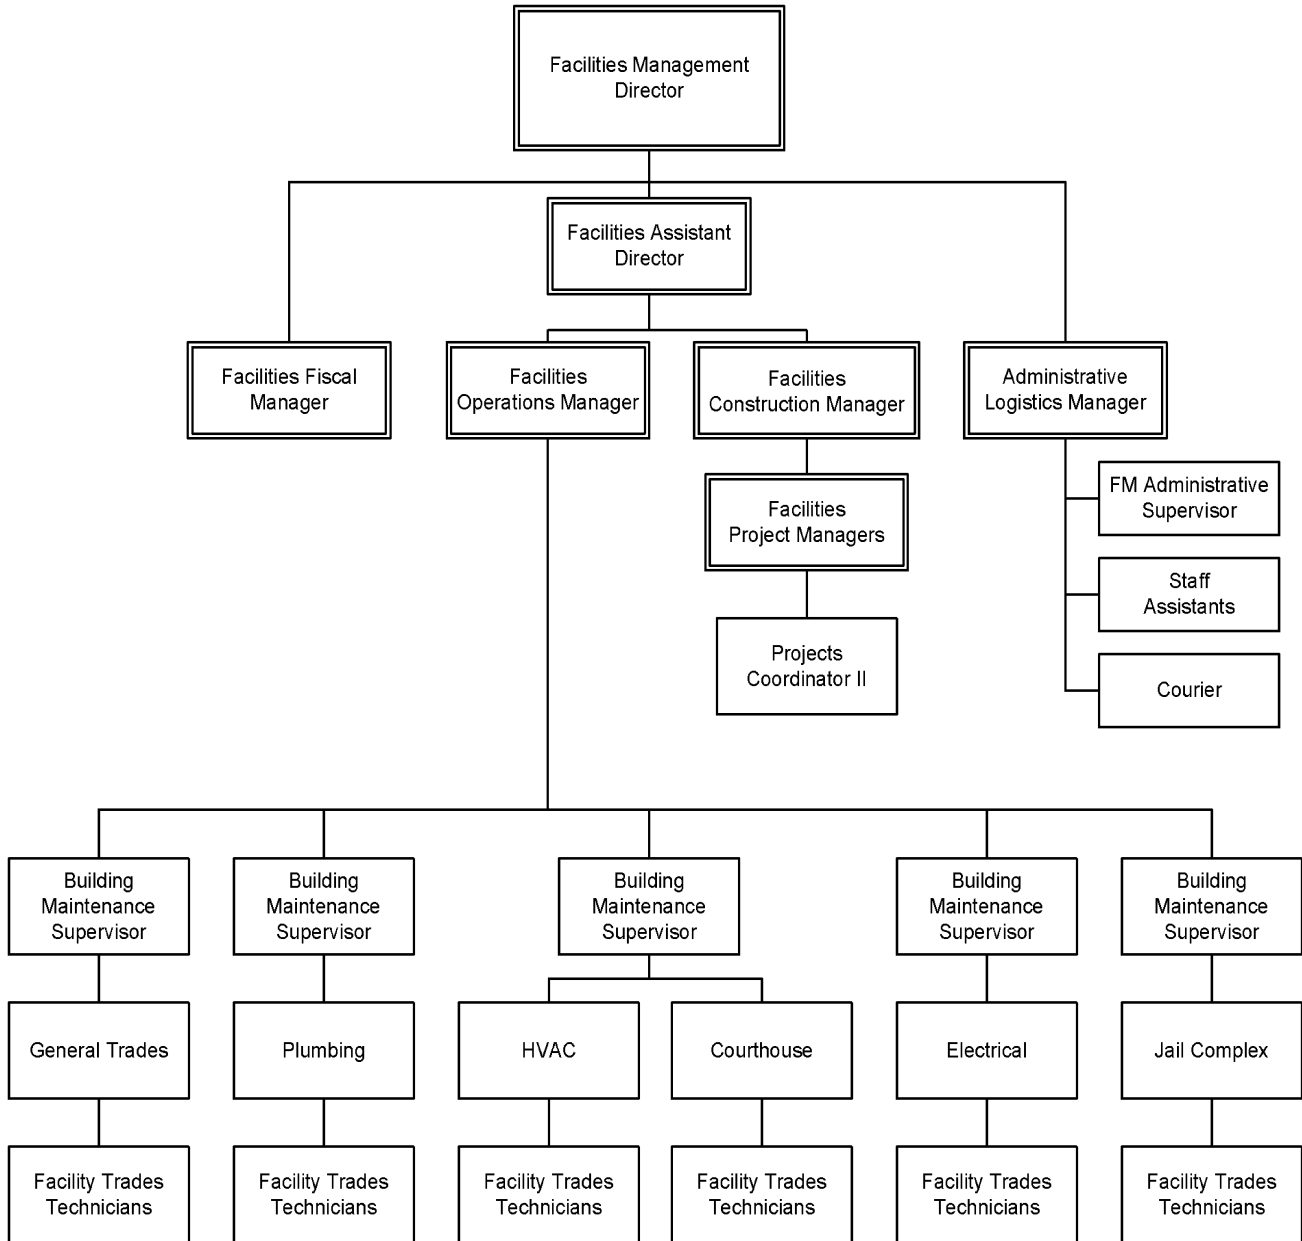 Facilities Management
Director
Facilities Assistant
Director
Facilities Fiscal
Manager
Facilities
Operations Manager
Facilities
Construction Manager
Administrative
Logistics Manager
FM Administrative
Supervisor
Facilities
Project Managers
Staff
Assistants
Projects
Coordinator II
Courier
Building
Maintenance
Supervisor
Building
Maintenance
Supervisor
Building
Maintenance
Supervisor
Building
Maintenance
Supervisor
Building
Maintenance
Supervisor
General Trades
Plumbing
HVAC
Courthouse
Electrical
Jail Complex
Facility Trades
Technicians
Facility Trades
Technicians
Facility Trades
Technicians
Facility Trades
Technicians
Facility Trades
Technicians
Facility Trades
Technicians